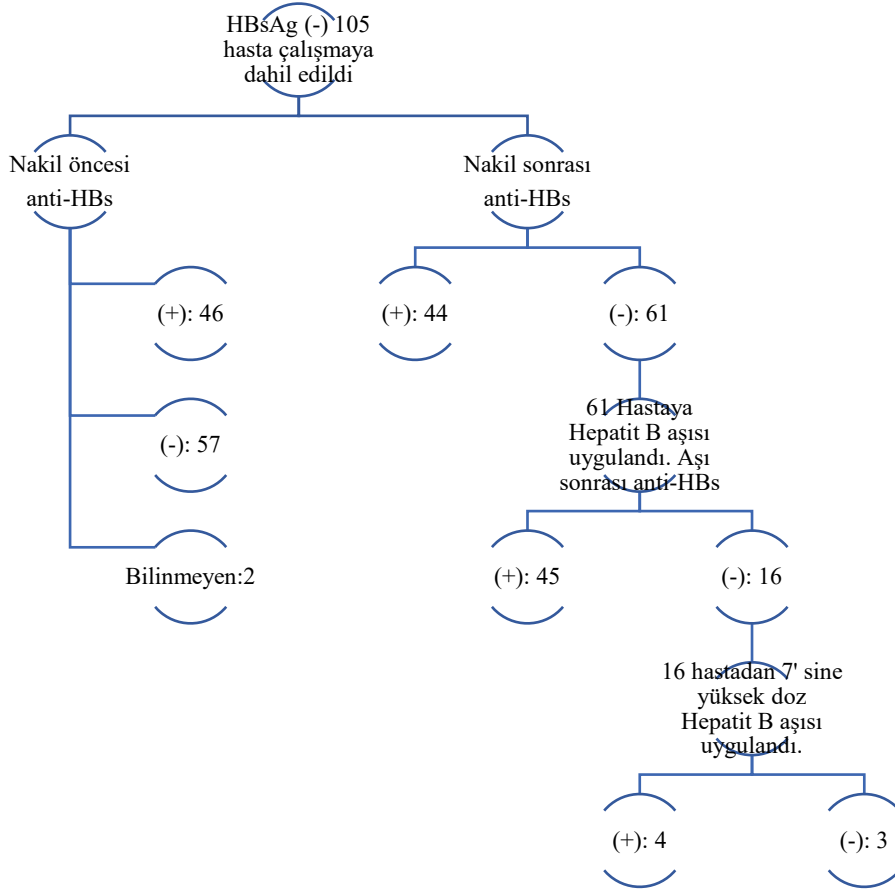 HBsAg (-) 105
hasta çalışmaya
dahil edildi
Nakil öncesi
anti-HBs
Nakil sonrası
anti-HBs
(+): 46
(+): 44
(-): 61
(-): 57
61 Hastaya
Hepatit B aşısı
uygulandı. Aşı
sonrası anti-HBs
Bilinmeyen:2
(+): 45
(-): 16
16 hastadan 7' sine
yüksek doz
Hepatit B aşısı
uygulandı.
(+): 4
(-): 3